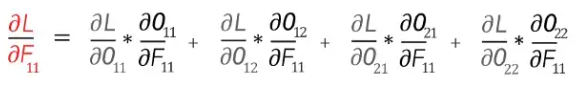 ∂L/∂F₁₁ = ∂L/∂O₁₁ * ∂O₁₁/∂F₁₁ + ∂L/∂O₁₂ * ∂O₁₂/∂F₁₁ + ∂L/∂O₂₁ * ∂O₂₁/∂F₁₁ + ∂L/∂O₂₂ * ∂O₂₂/∂F₁₁